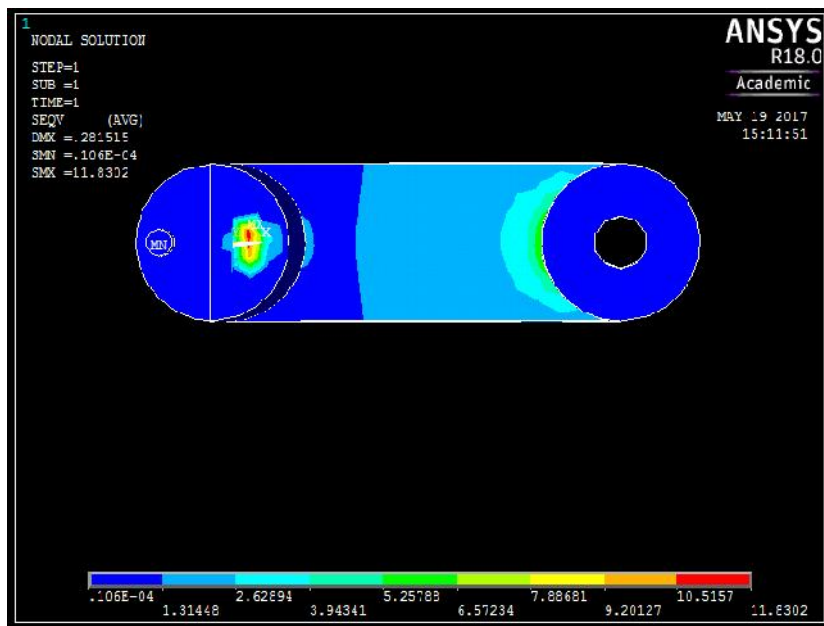 1
NODAL SOLUTION
STEP=1
SUB =1
TIME=1
SEQV     (AVG)
DMX =.281515
SMN =.106E-04
SMX =11.8302
ANSYS
R18.0
Academic
MAY 19 2017
15:11:51
MN
X
.106E-04 2.62894 5.25788 7.88681 10.5157
1.31448 3.94341 6.57234 9.20127 11.8302